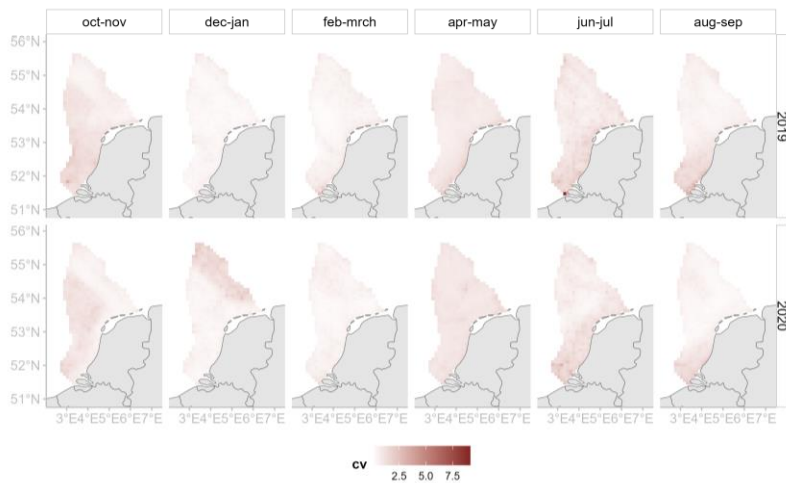 oct-nov dec-jan feb-mrch apr-may jun-jul aug-sep
56°N
55°N
54°N
53°N
52°N
51°N
2019
56°N
55°N
54°N
53°N
52°N
51°N
2020
3°E4°E5°E6°E7°E 3°E4°E5°E6°E7°E 3°E4°E5°E6°E7°E 3°E4°E5°E6°E7°E 3°E4°E5°E6°E7°E 3°E4°E5°E6°E7°E
cv
2.5 5.0 7.5